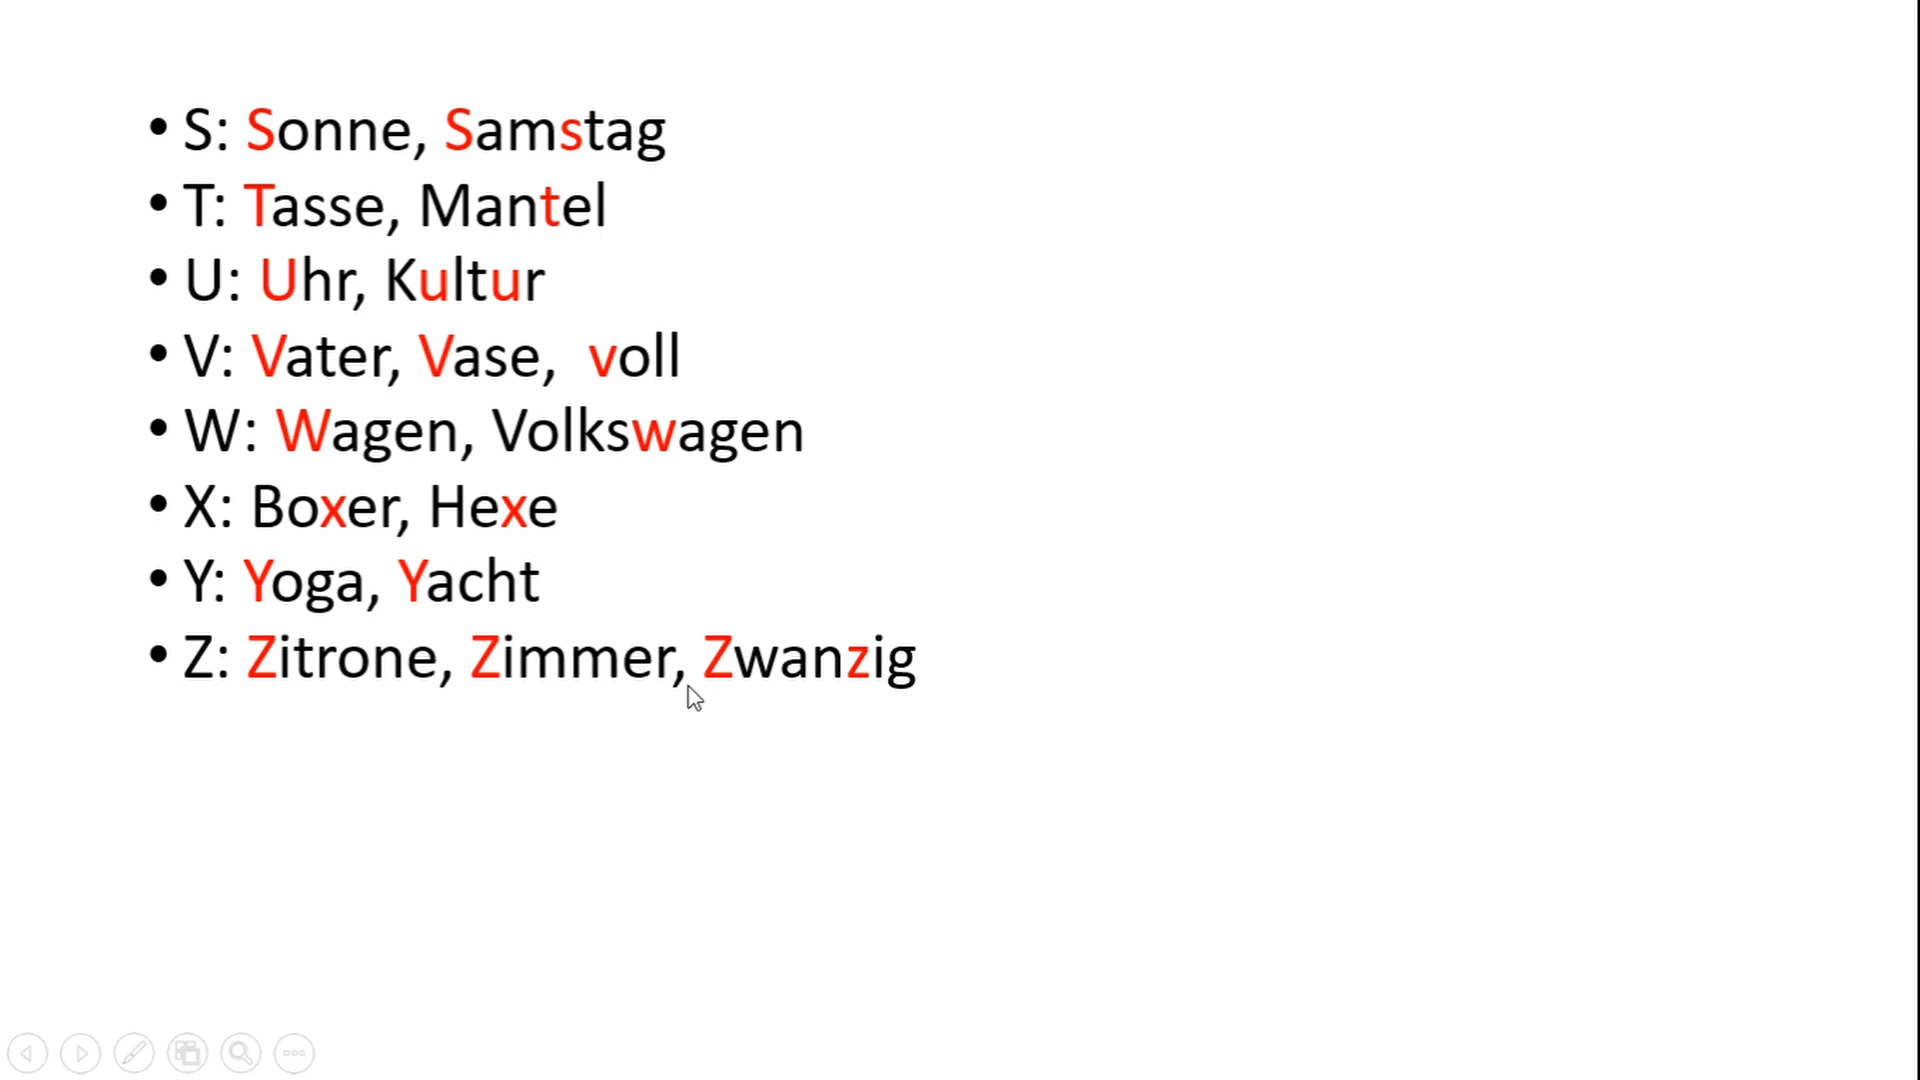 • S: Sonne, Samstag
• T: Tasse, Mantel
• U: Uhr, Kultur
• V: Vater, Vase,  voll
• W: Wagen, Volkswagen
• X: Boxer, Hexe
• Y: Yoga, Yacht
• Z: Zitrone, Zimmer, Zwanzig